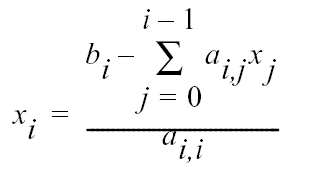 i − 1
b_i − ∑ a_{i,j} x_j
j = 0
x_i =
a_{i,i}